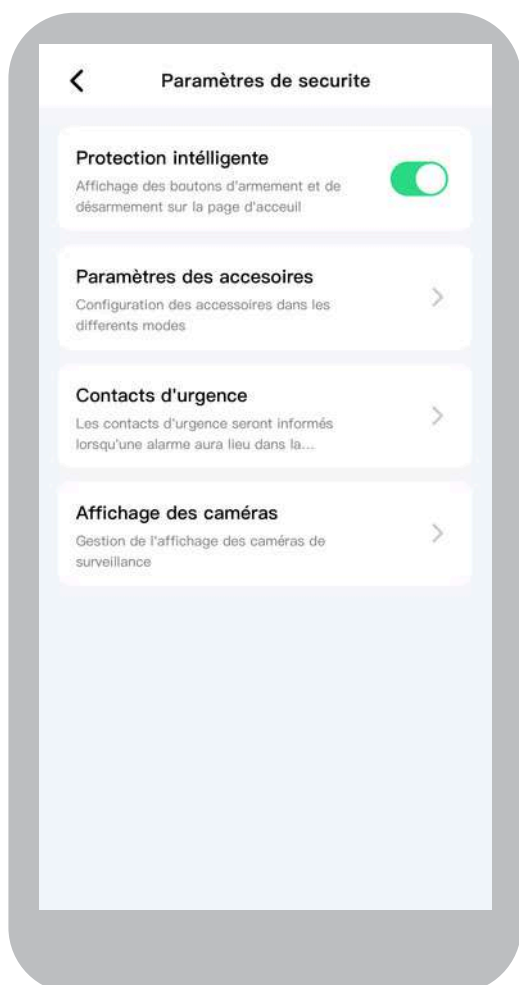 Paramètres de securite
Protection intélligente
Affichage des boutons d'armement et de
désarmement sur la page d'acceuil
Paramètres des accesoires
Configuration des accessoires dans les
differents modes
Contacts d'urgence
Les contacts d'urgence seront informés
lorsqu'une alarme aura lieu dans la...
Affichage des caméras
Gestion de l'affichage des caméras de
surveillance